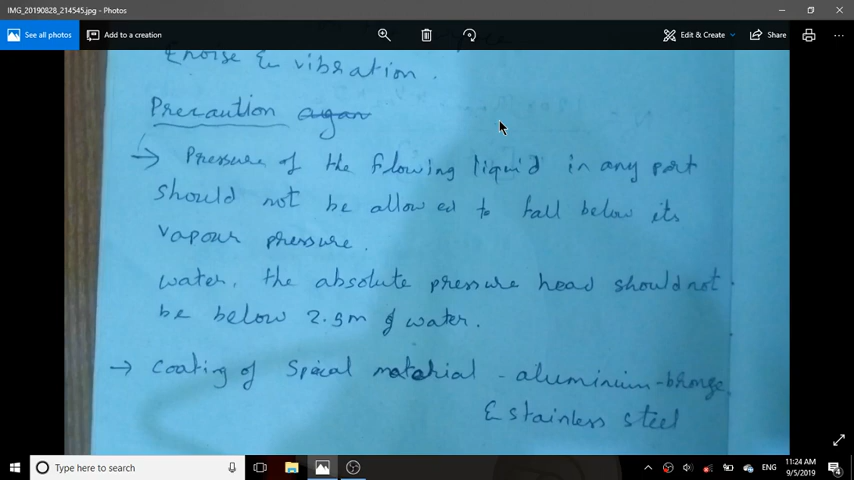 IMG_20190828_214545.jpg - Photos
See all photos
Add to a creation
Edit & Create
Share
& noise & vibration.
Precaution agan
→ Pressure of the flowing liquid in any part
should not be allowed to fall below its
vapour pressure.
water. the absolute pressure head should not
be below 2.5m of water.
→ Coating of Spical material - aluminium-bronze
& stainless steel
Type here to search
ENG
11:24 AM
9/5/2019
4